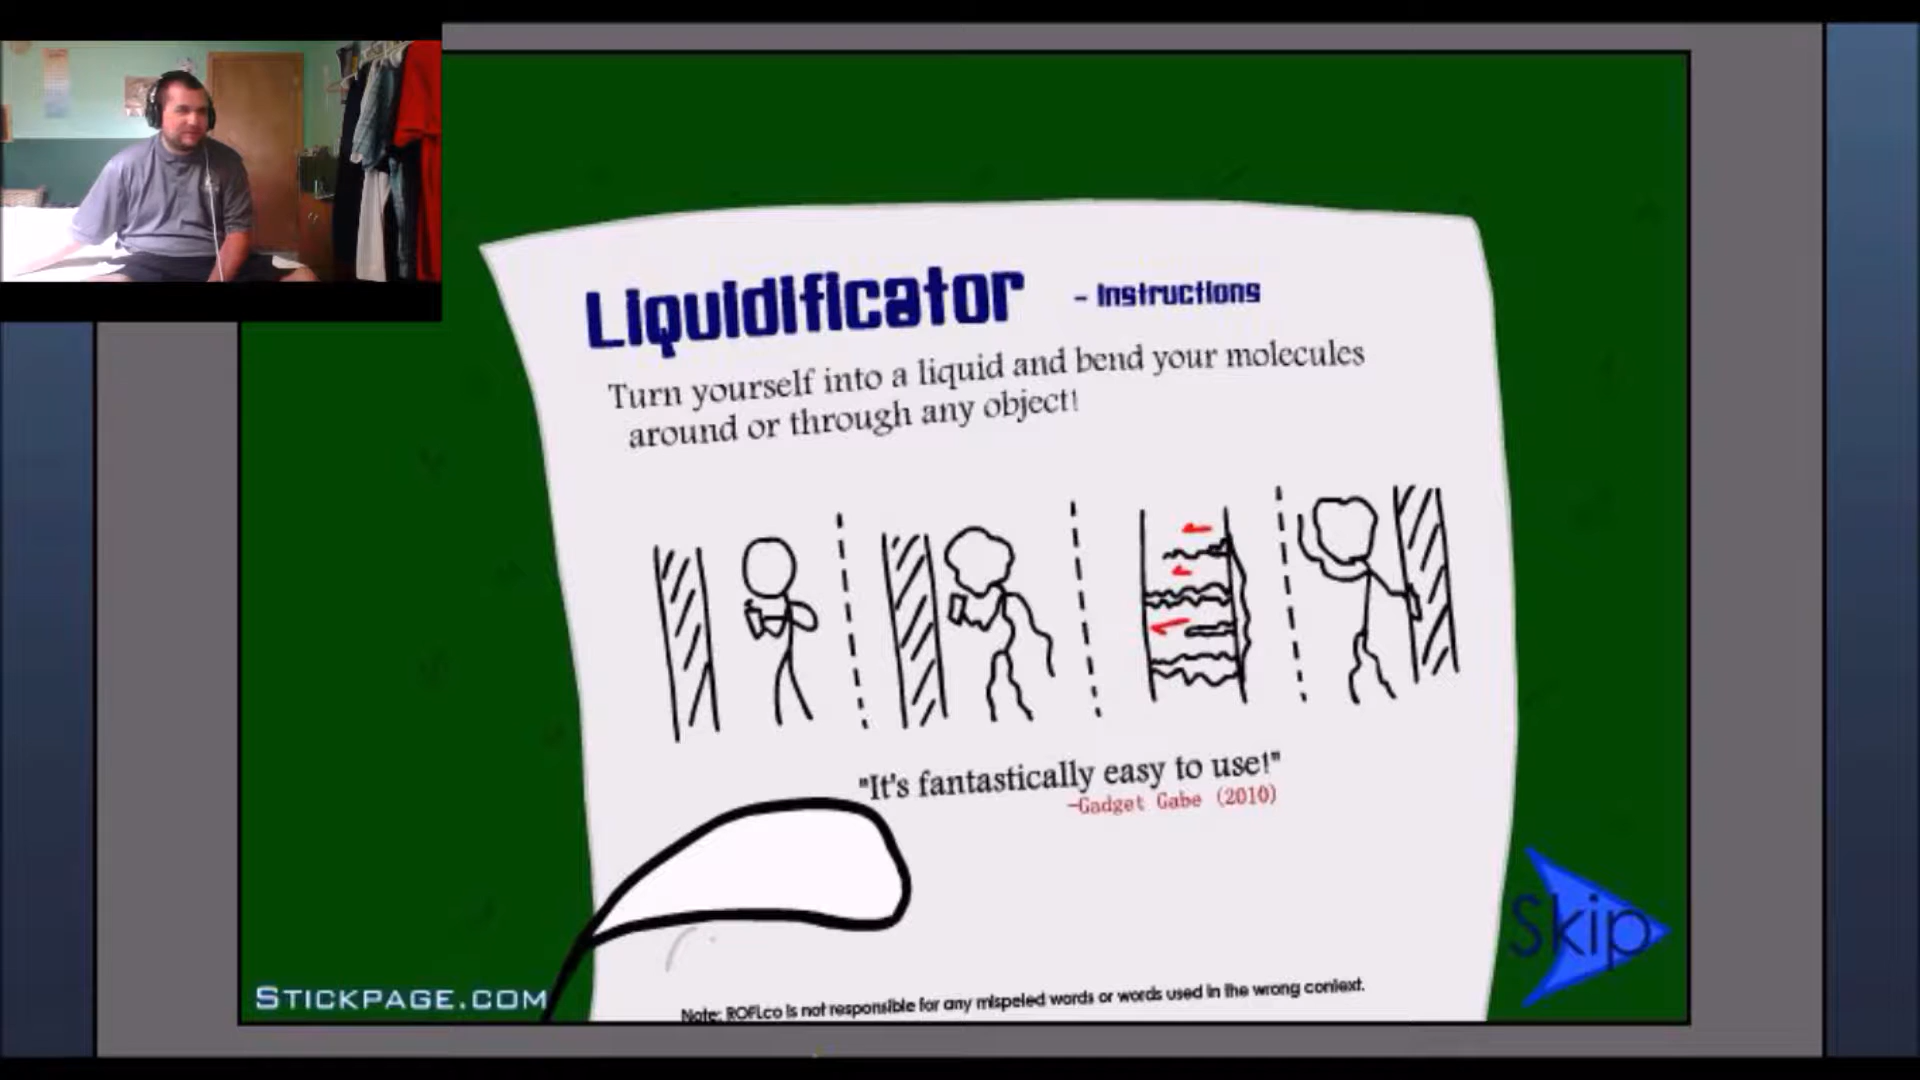 Liquidificator - Instructions
Turn yourself into a liquid and bend your molecules
around or through any object!
"It's fantastically easy to use!"
-Gadget Gabe (2010)
Skip
STICKPAGE.COM
Note: ROFLco is not responsible for any mispeled words or words used in the wrong context.